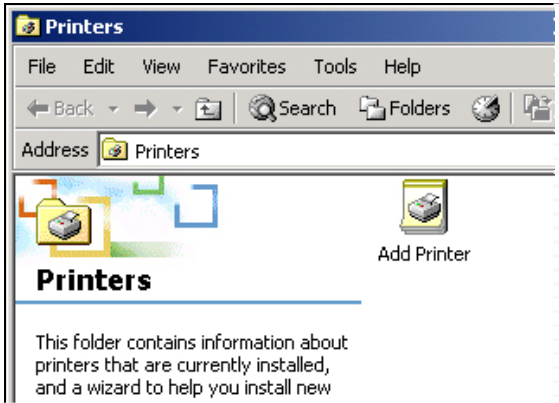 Printers
File Edit View Favorites Tools Help
Back Search Folders
Address Printers
Add Printer
Printers
This folder contains information about
printers that are currently installed,
and a wizard to help you install new